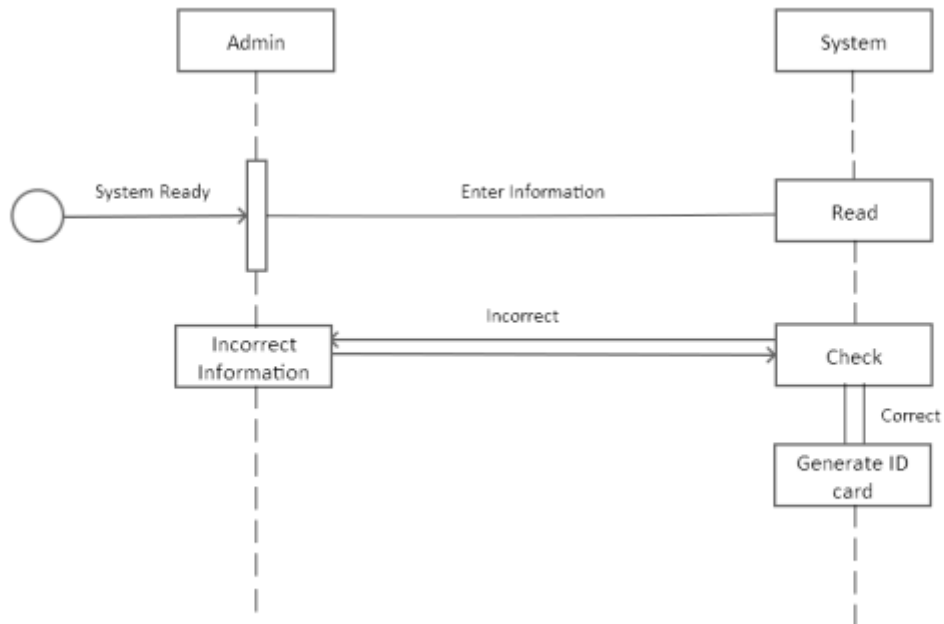 Admin
System
System Ready
Enter Information
Read
Incorrect
Incorrect
Information
Check
Correct
Generate ID
card